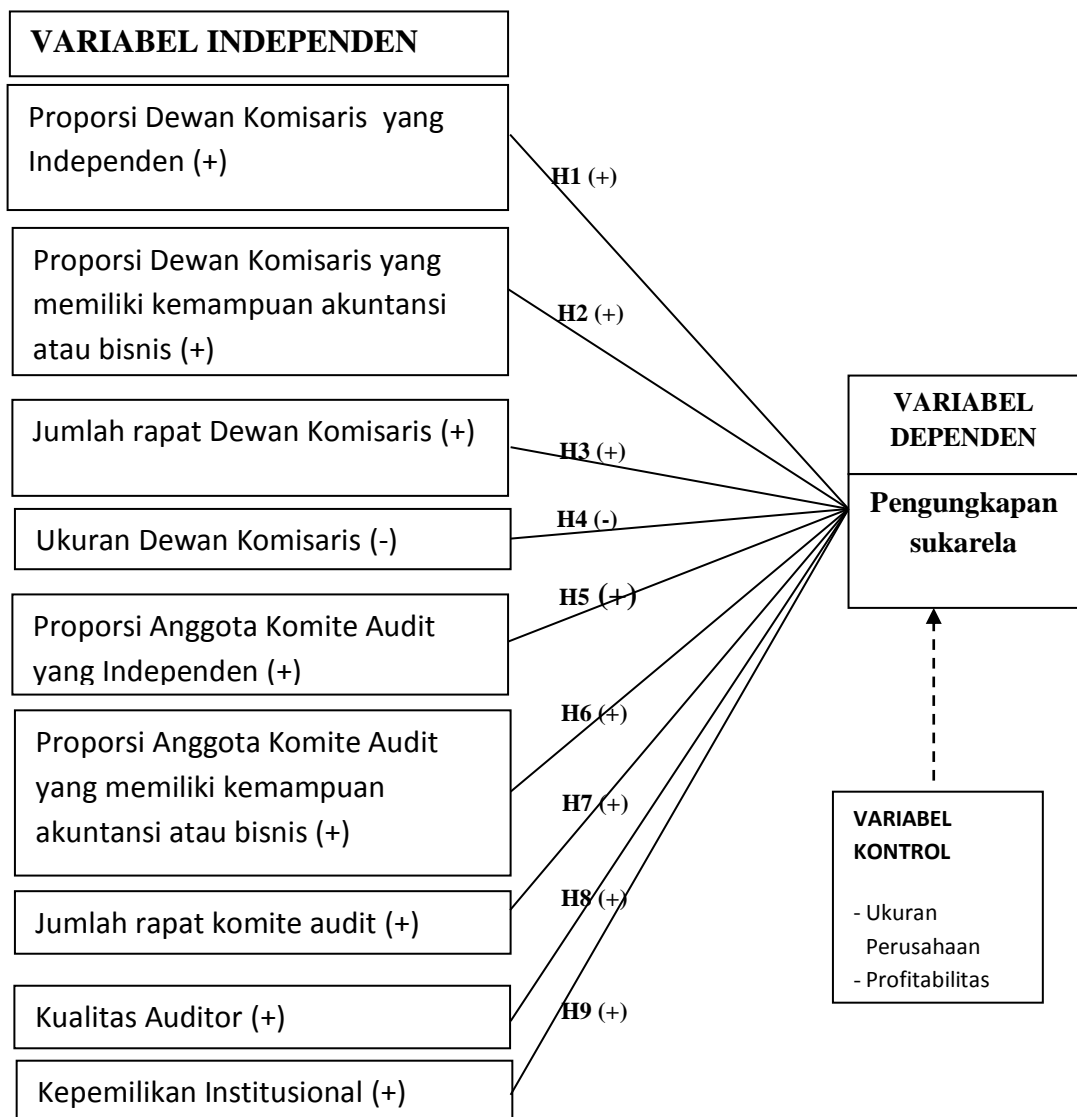 VARIABEL INDEPENDEN
Proporsi Dewan Komisaris yang
Independen (+)
Proporsi Dewan Komisaris yang
memiliki kemampuan akuntansi
atau bisnis (+)
Jumlah rapat Dewan Komisaris (+)
Ukuran Dewan Komisaris (-)
Proporsi Anggota Komite Audit
yang Independen (+)
Proporsi Anggota Komite Audit
yang memiliki kemampuan
akuntansi atau bisnis (+)
Jumlah rapat komite audit (+)
Kualitas Auditor (+)
Kepemilikan Institusional (+)
H1 (+)
H2 (+)
H3 (+)
H4 (-)
H5 (+)
H6 (+)
H7 (+)
H8 (+)
H9 (+)
VARIABEL
DEPENDEN
Pengungkapan
sukarela
VARIABEL
KONTROL
- Ukuran
Perusahaan
- Profitabilitas